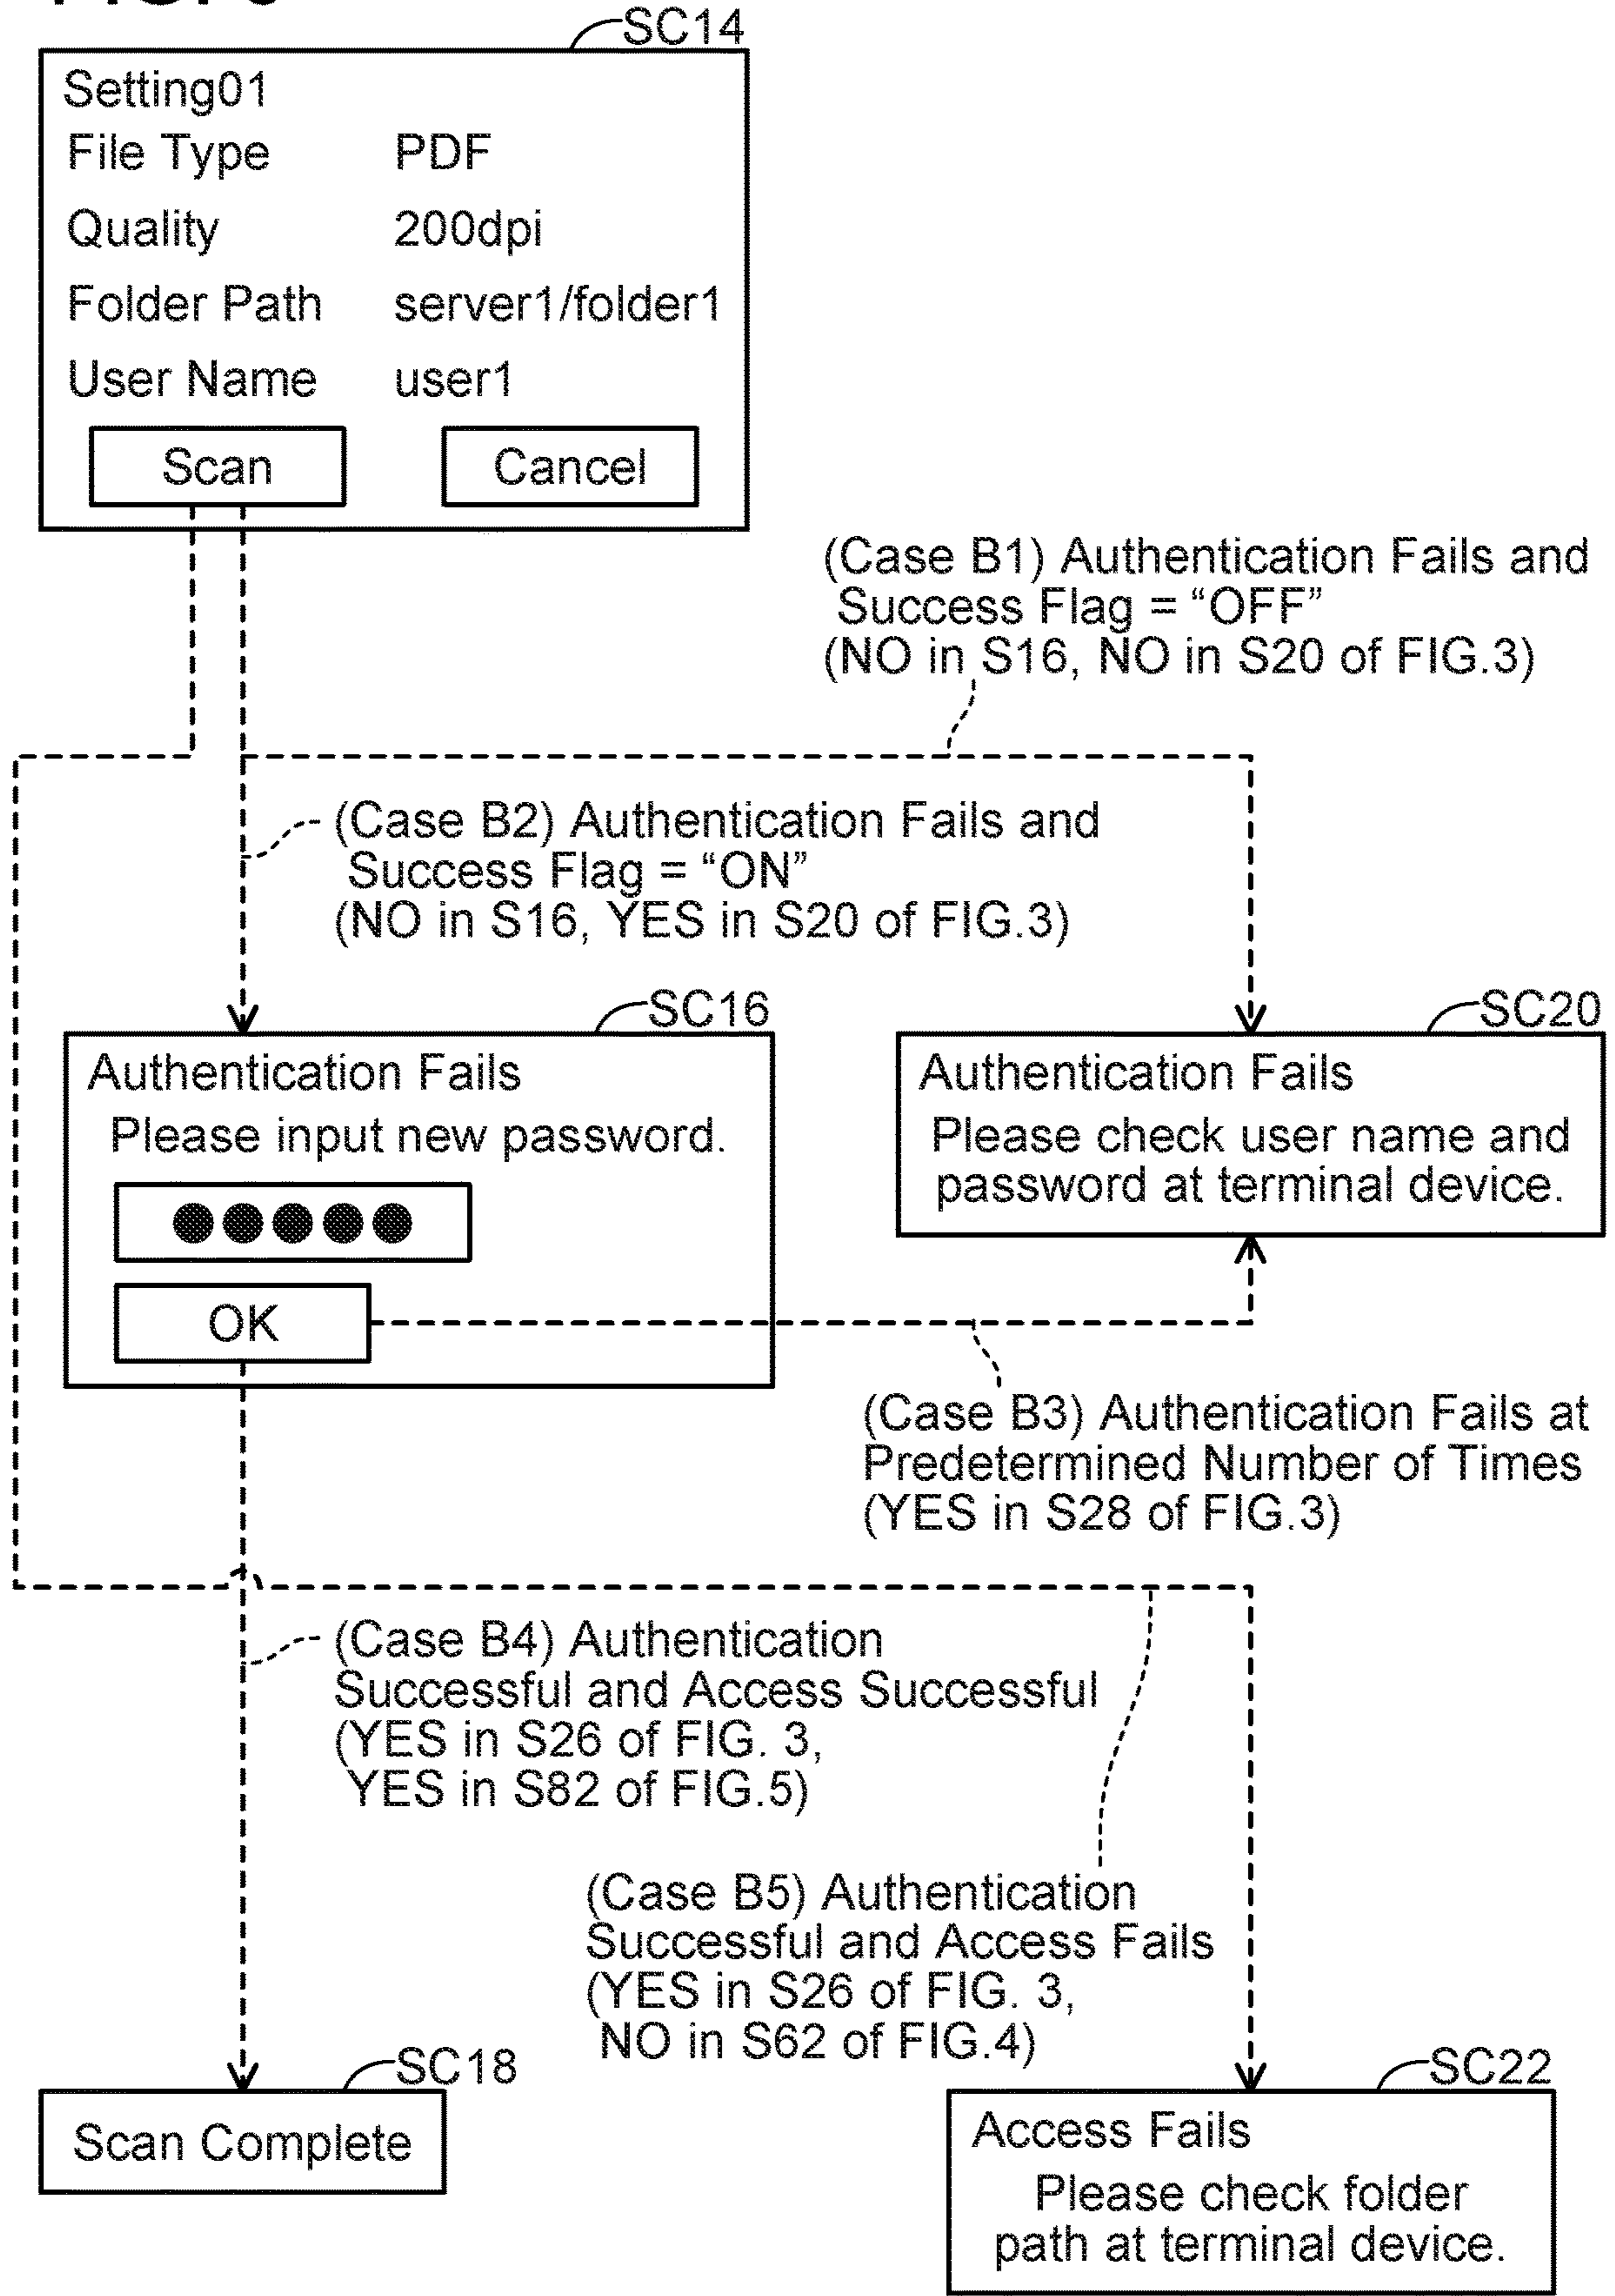 SC14
Setting01
File Type PDF
Quality 200dpi
Folder Path server1/folder1
User Name user1
Scan Cancel
(Case B1) Authentication Fails and
Success Flag = “OFF”
(NO in S16, NO in S20 of FIG.3)
(Case B2) Authentication Fails and
Success Flag = “ON”
(NO in S16, YES in S20 of FIG.3)
SC16
Authentication Fails
Please input new password.
OK
SC20
Authentication Fails
Please check user name and
password at terminal device.
(Case B3) Authentication Fails at
Predetermined Number of Times
(YES in S28 of FIG.3)
(Case B4) Authentication
Successful and Access Successful
(YES in S26 of FIG. 3,
YES in S82 of FIG.5)
(Case B5) Authentication
Successful and Access Fails
(YES in S26 of FIG. 3,
NO in S62 of FIG.4)
SC18
Scan Complete
SC22
Access Fails
Please check folder
path at terminal device.